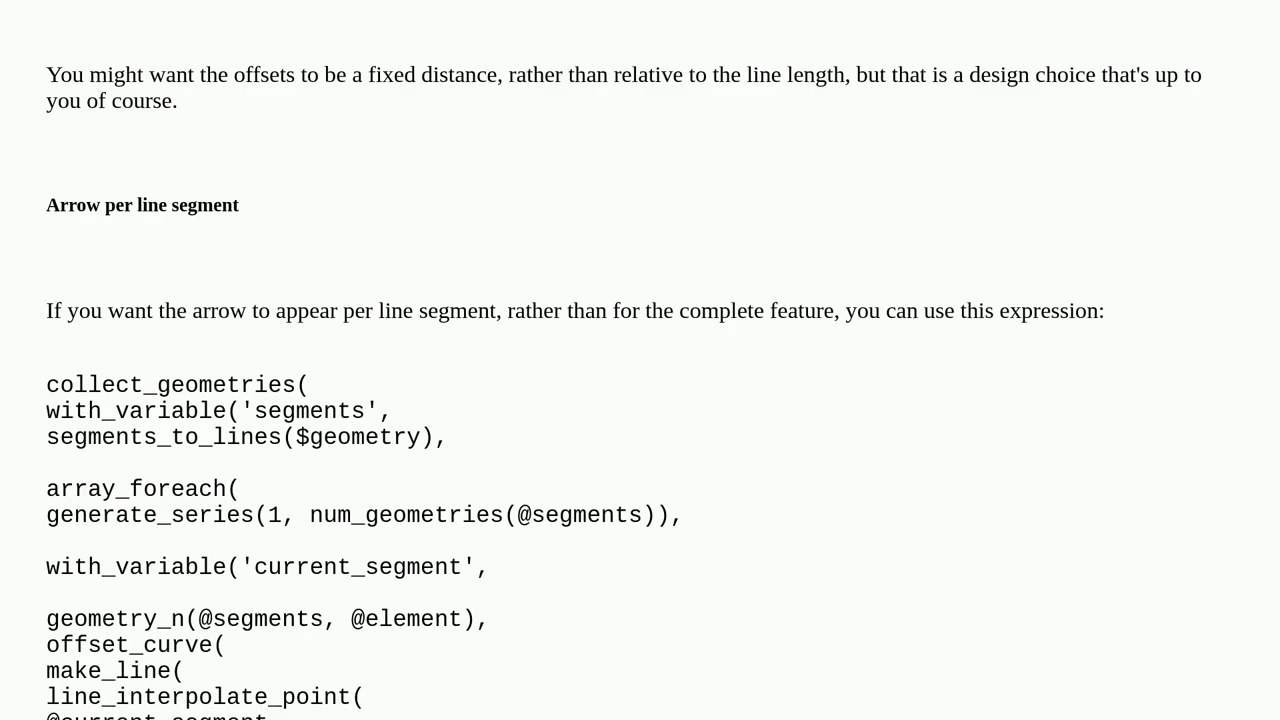 You might want the offsets to be a fixed distance, rather than relative to the line length, but that is a design choice that's up to
you of course.
Arrow per line segment
If you want the arrow to appear per line segment, rather than for the complete feature, you can use this expression:
collect_geometries(
with_variable('segments',
segments_to_lines($geometry),
array_foreach(
generate_series(1, num_geometries(@segments)),
with_variable('current_segment',
geometry_n(@segments, @element),
offset_curve(
make_line(
line_interpolate_point(
@current_segment,